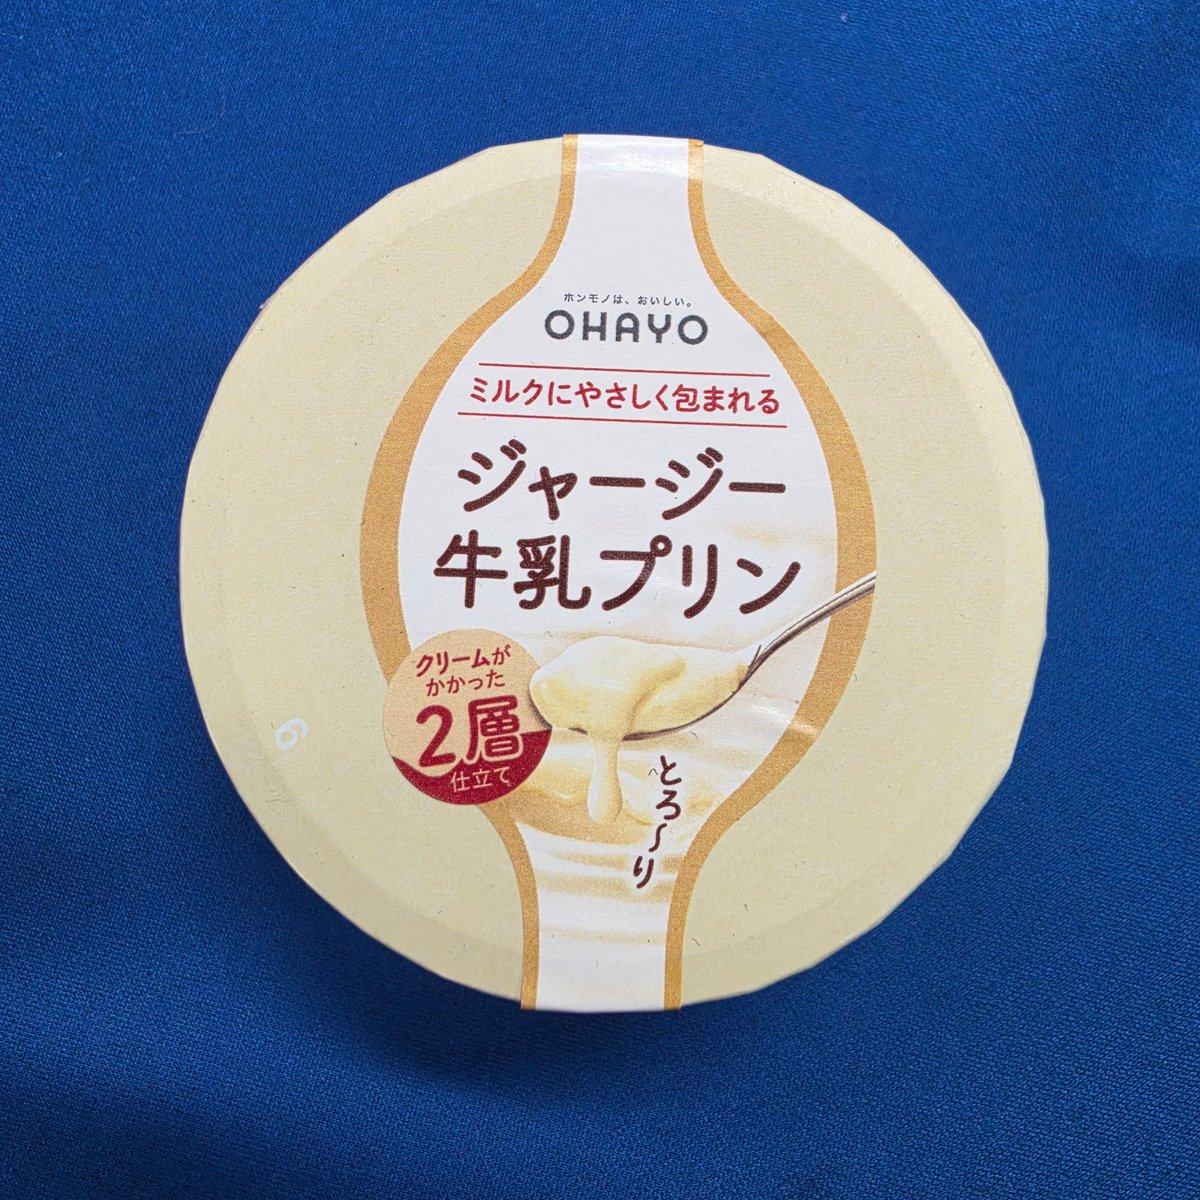 ホンモノは、おいしい。
OHAYO
ミルクにやさしく包まれる
ジャージー
牛乳プリン
クリームが
かかった
2層
仕立て
とろ〜り
6